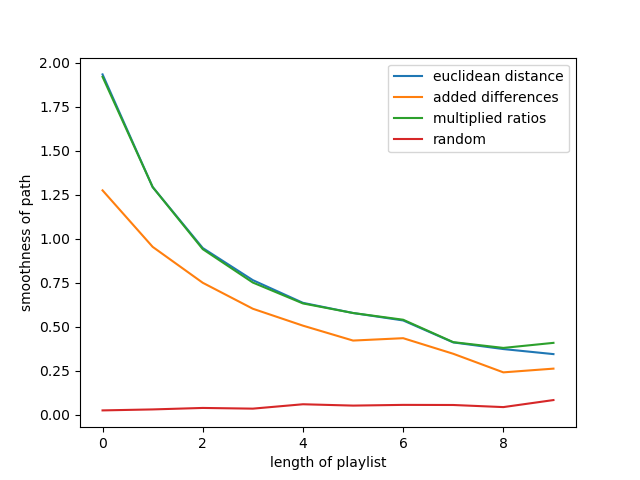 2.00
1.75
1.50
1.25
1.00
0.75
0.50
0.25
0.00
smoothness of path
euclidean distance
added differences
multiplied ratios
random
0 2 4 6 8
length of playlist